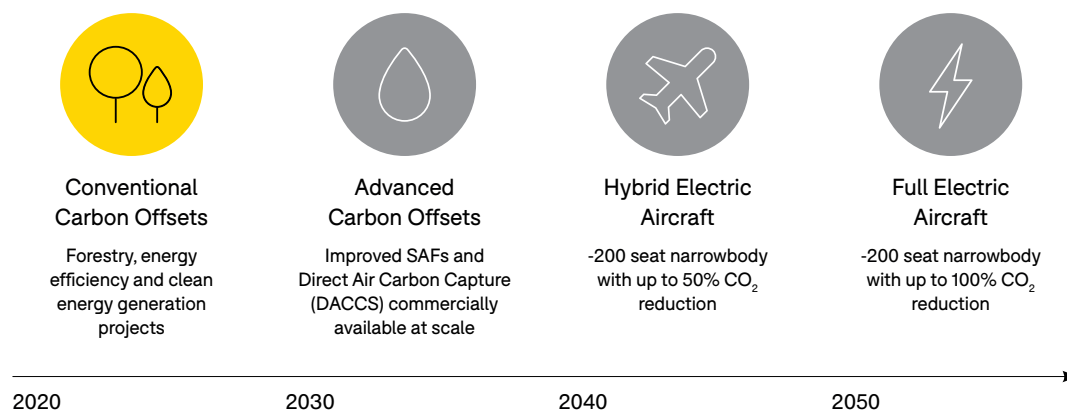 Conventional
Carbon Offsets
Forestry, energy
efficiency and clean
energy generation
projects
Advanced
Carbon Offsets
Improved SAFs and
Direct Air Carbon Capture
(DACCS) commercially
available at scale
Hybrid Electric
Aircraft
-200 seat narrowbody
with up to 50% CO₂
reduction
Full Electric
Aircraft
-200 seat narrowbody
with up to 100% CO₂
reduction
2020
2030
2040
2050